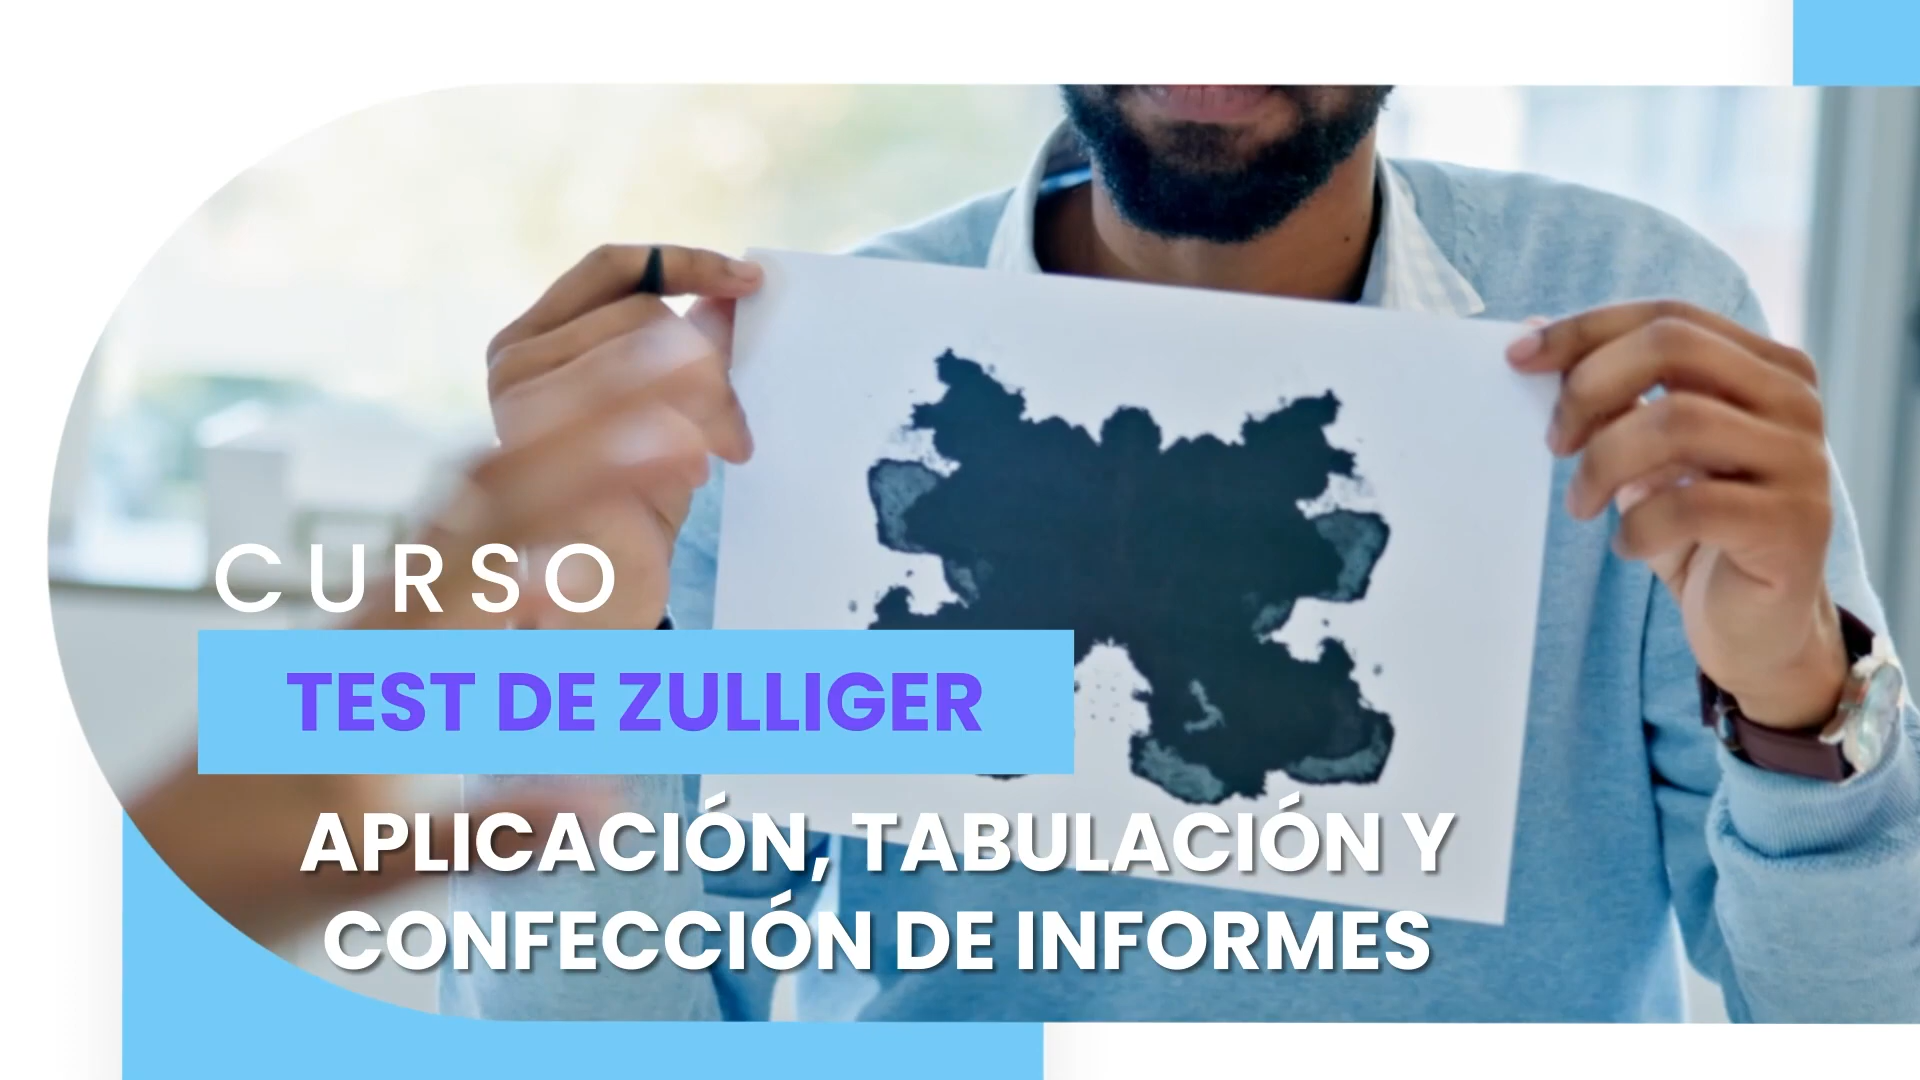 CURSO
TEST DE ZULLIGER
APLICACIÓN, TABULACIÓN Y
CONFECCIÓN DE INFORMES